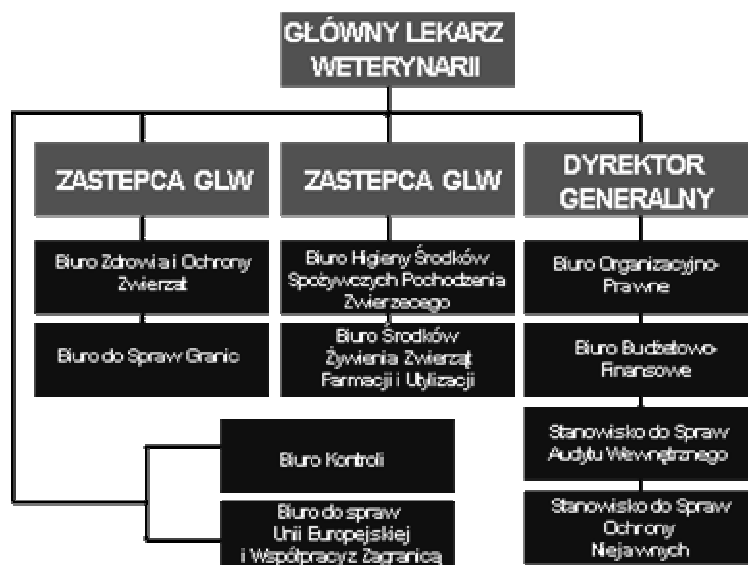 GŁÓWNY LEKARZ
WETERYNARII
ZASTEPCA GLW
ZASTEPCA GLW
DYREKTOR
GENERALNY
Biuro Zdrowia i Ochrony
Zwierzat
Biuro Higieny Środków
Spożywczych Pochodzenia
Zwierzecego
Biuro Organizacyjno-
Prawne
Biuro do Spraw Granic
Biuro Środków
Żywienia Zwierząt
Farmacji i Utylizacji
Biuro Budżetowo-
Finansowe
Stanowisko do Spraw
Audytu Wewnętrznego
Biuro Kontroli
Stanowisko do Spraw
Ochrony
Niejawnych
Biuro do spraw
Unii Europejskiej
i Współpracy z Zagranicą